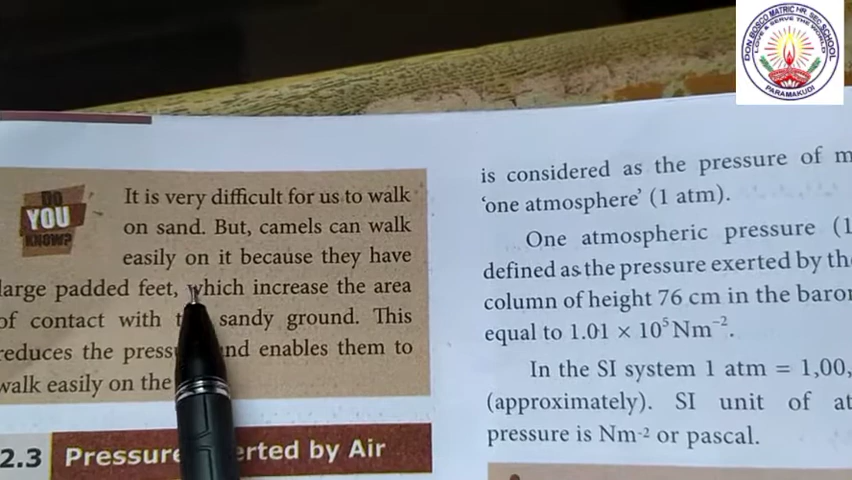 DON BOSCO MATRIC HR. SEC. SCHOOL
LOVE & SERVE THE WORLD
PARAMAKUDI
DO
YOU
KNOW?
It is very difficult for us to walk
on sand. But, camels can walk
easily on it because they have
large padded feet, which increase the area
of contact with t sandy ground. This
reduces the press nd enables them to
walk easily on the
2.3 Pressure erted by Air
is considered as the pressure of m
'one atmosphere' (1 atm).
One atmospheric pressure (1
defined as the pressure exerted by the
column of height 76 cm in the baro
equal to 1.01 × 10⁵ Nm⁻².
In the SI system 1 atm = 1,00,
(approximately). SI unit of at
pressure is Nm⁻² or pascal.